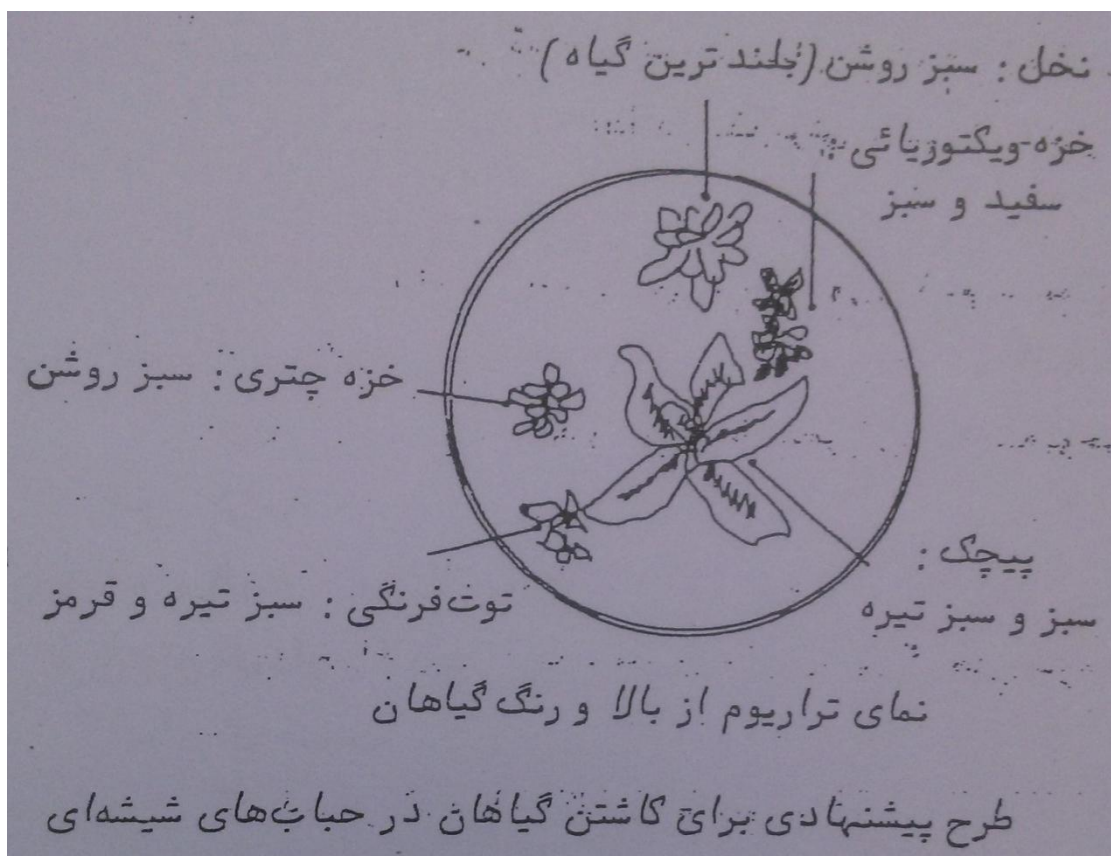 نخل : سبز روشن (بلند ترین گیاه)
خزه ویکتوریائی :
سفید و سبز
خزه چتری : سبز روشن
پیچک :
سبز و سبز تیره
توت‌فرنگی : سبز تیره و قرمز
نمای تراریوم از بالا و رنگ گیاهان
طرح پیشنهادی برای کاشتن گیاهان در حباب‌های شیشه‌ای